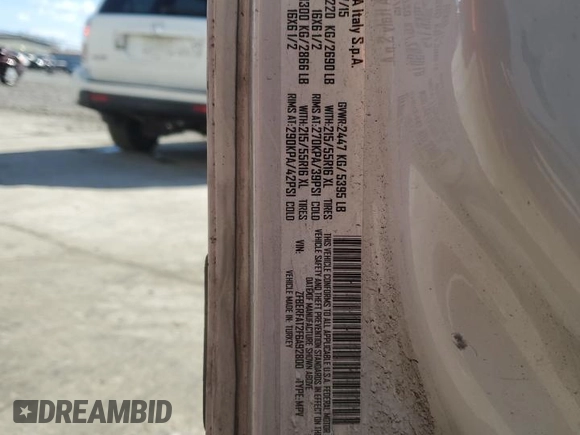 A Italy S.p.A.
/15
GVWR: 2447 KG/5395 LB
220 KG/2690 LB WITH: 215/55R16 XL TIRES
16X6 1/2 RIMS AT: 270KPA/39PSI COLD
300 KG/2866 LB WITH: 215/55R16 XL TIRES
16X6 1/2 RIMS AT: 290KPA/42PSI COLD
THIS VEHICLE CONFORMS TO ALL APPLICABLE U.S.A. FEDERAL MOTOR
VEHICLE SAFETY, BUMPER, AND THEFT PREVENTION STANDARDS IN EFFECT ON THE
DATE OF MANUFACTURE SHOWN ABOVE.
VIN: ZFBERFAT2F6A92800 TYPE: MPV
VEHICLE MADE IN: TURKEY
DREAMBID